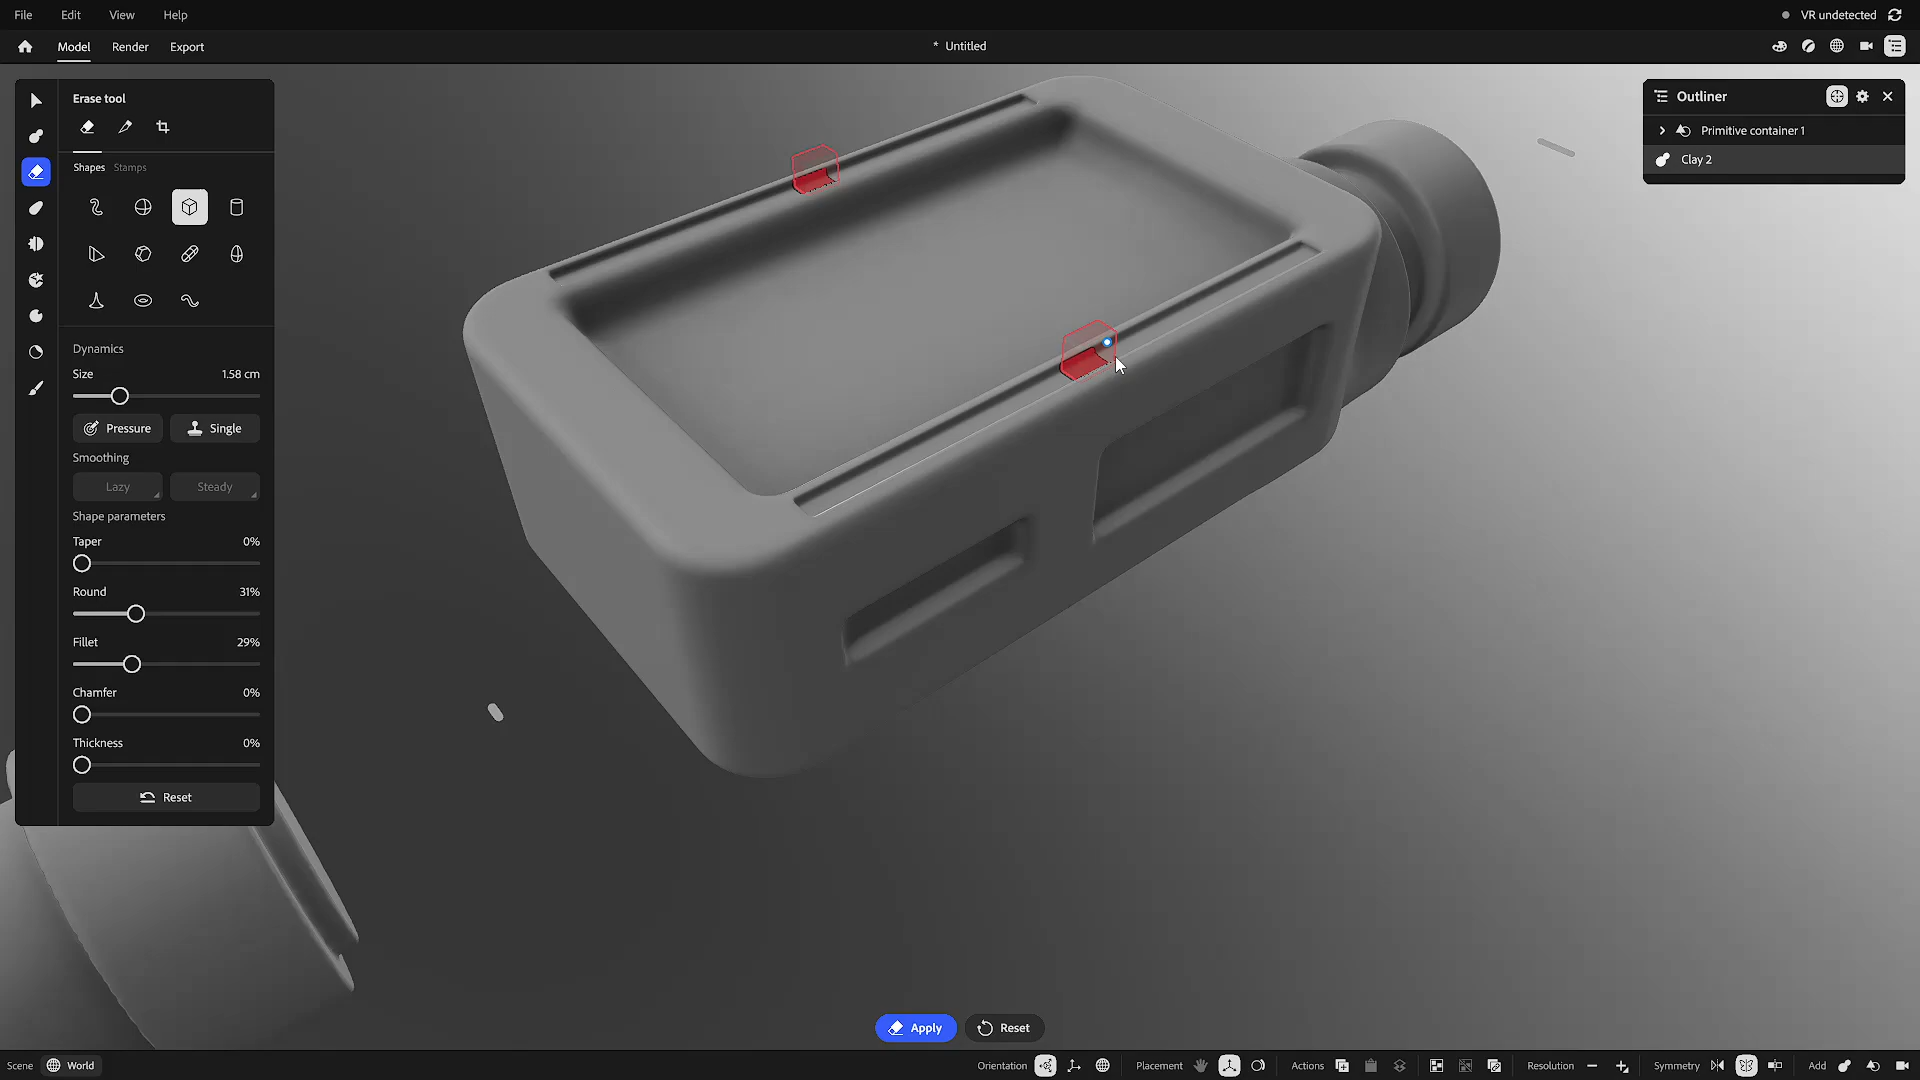 File Edit View Help
VR undetected
Model Render Export
* Untitled
Erase tool
Shapes Stamps
Dynamics
Size 1.58 cm
Pressure Single
Smoothing
Lazy Steady
Shape parameters
Taper 0%
Round 31%
Fillet 29%
Chamfer 0%
Thickness 0%
Reset
Outliner
Primitive container 1
Clay 2
Apply Reset
Scene World Orientation Placement Actions Resolution Symmetry Add